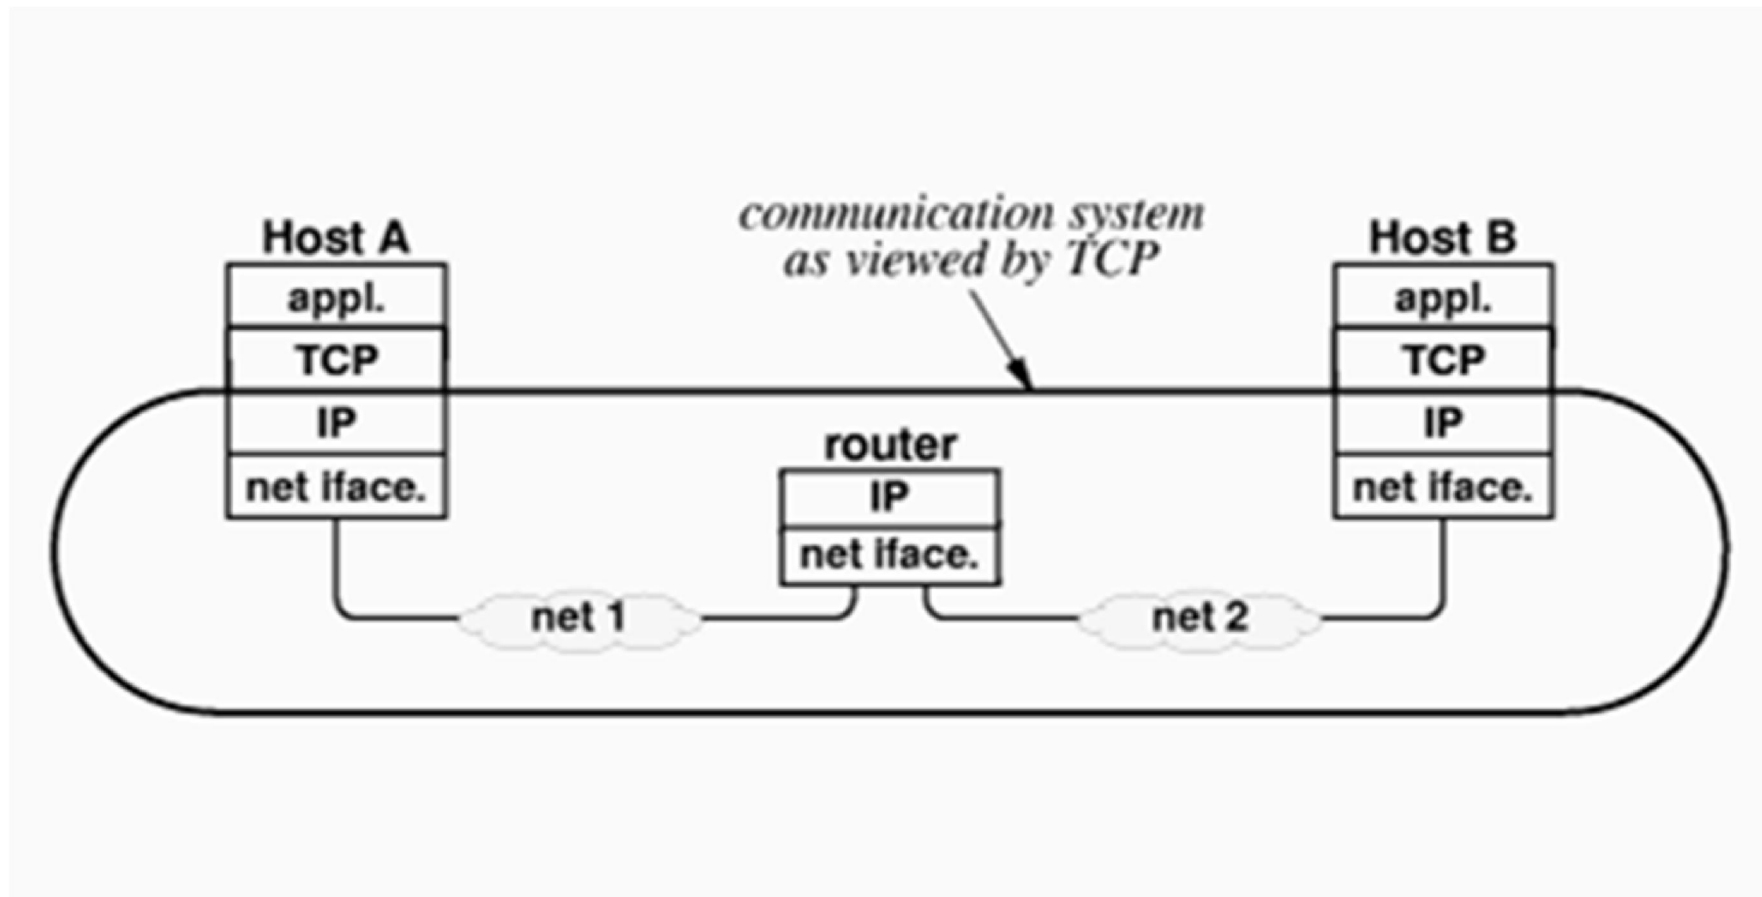 communication system
as viewed by TCP
Host A
appl.
TCP
IP
net iface.
Host B
appl.
TCP
IP
net iface.
router
IP
net iface.
net 1
net 2